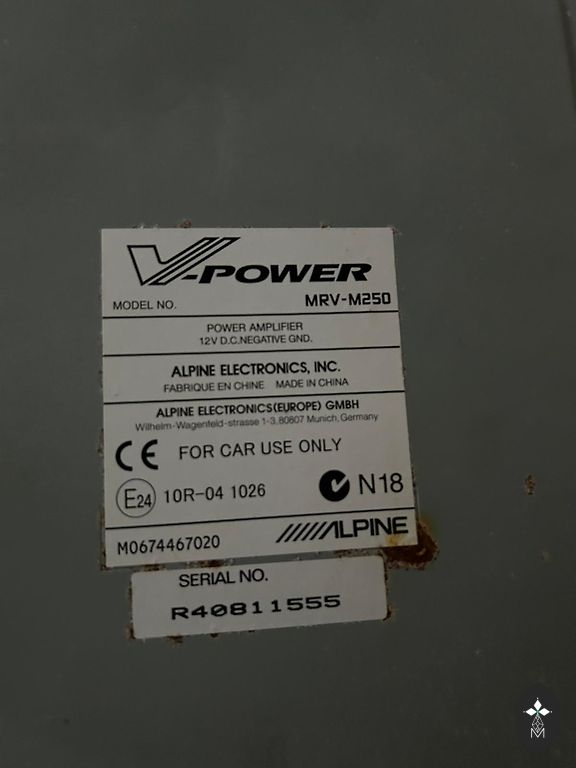 V-POWER
MODEL NO. MRV-M250
POWER AMPLIFIER
12V D.C.NEGATIVE GND.
ALPINE ELECTRONICS, INC.
FABRIQUE EN CHINE MADE IN CHINA
ALPINE ELECTRONICS(EUROPE) GMBH
Wilhelm-Wagenfeld-strasse 1-3,80807 Munich, Germany
CE FOR CAR USE ONLY
E24 10R-04 1026 N18
M0674467020 ALPINE
SERIAL NO.
R40811555
M